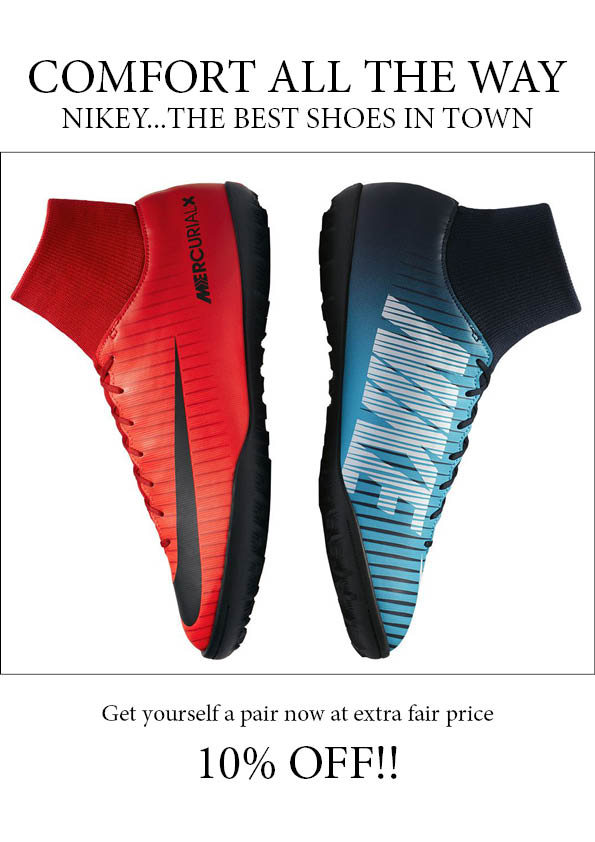 COMFORT ALL THE WAY
NIKEY...THE BEST SHOES IN TOWN
MERCURIALX
NIKE
Get yourself a pair now at extra fair price
10% OFF!!